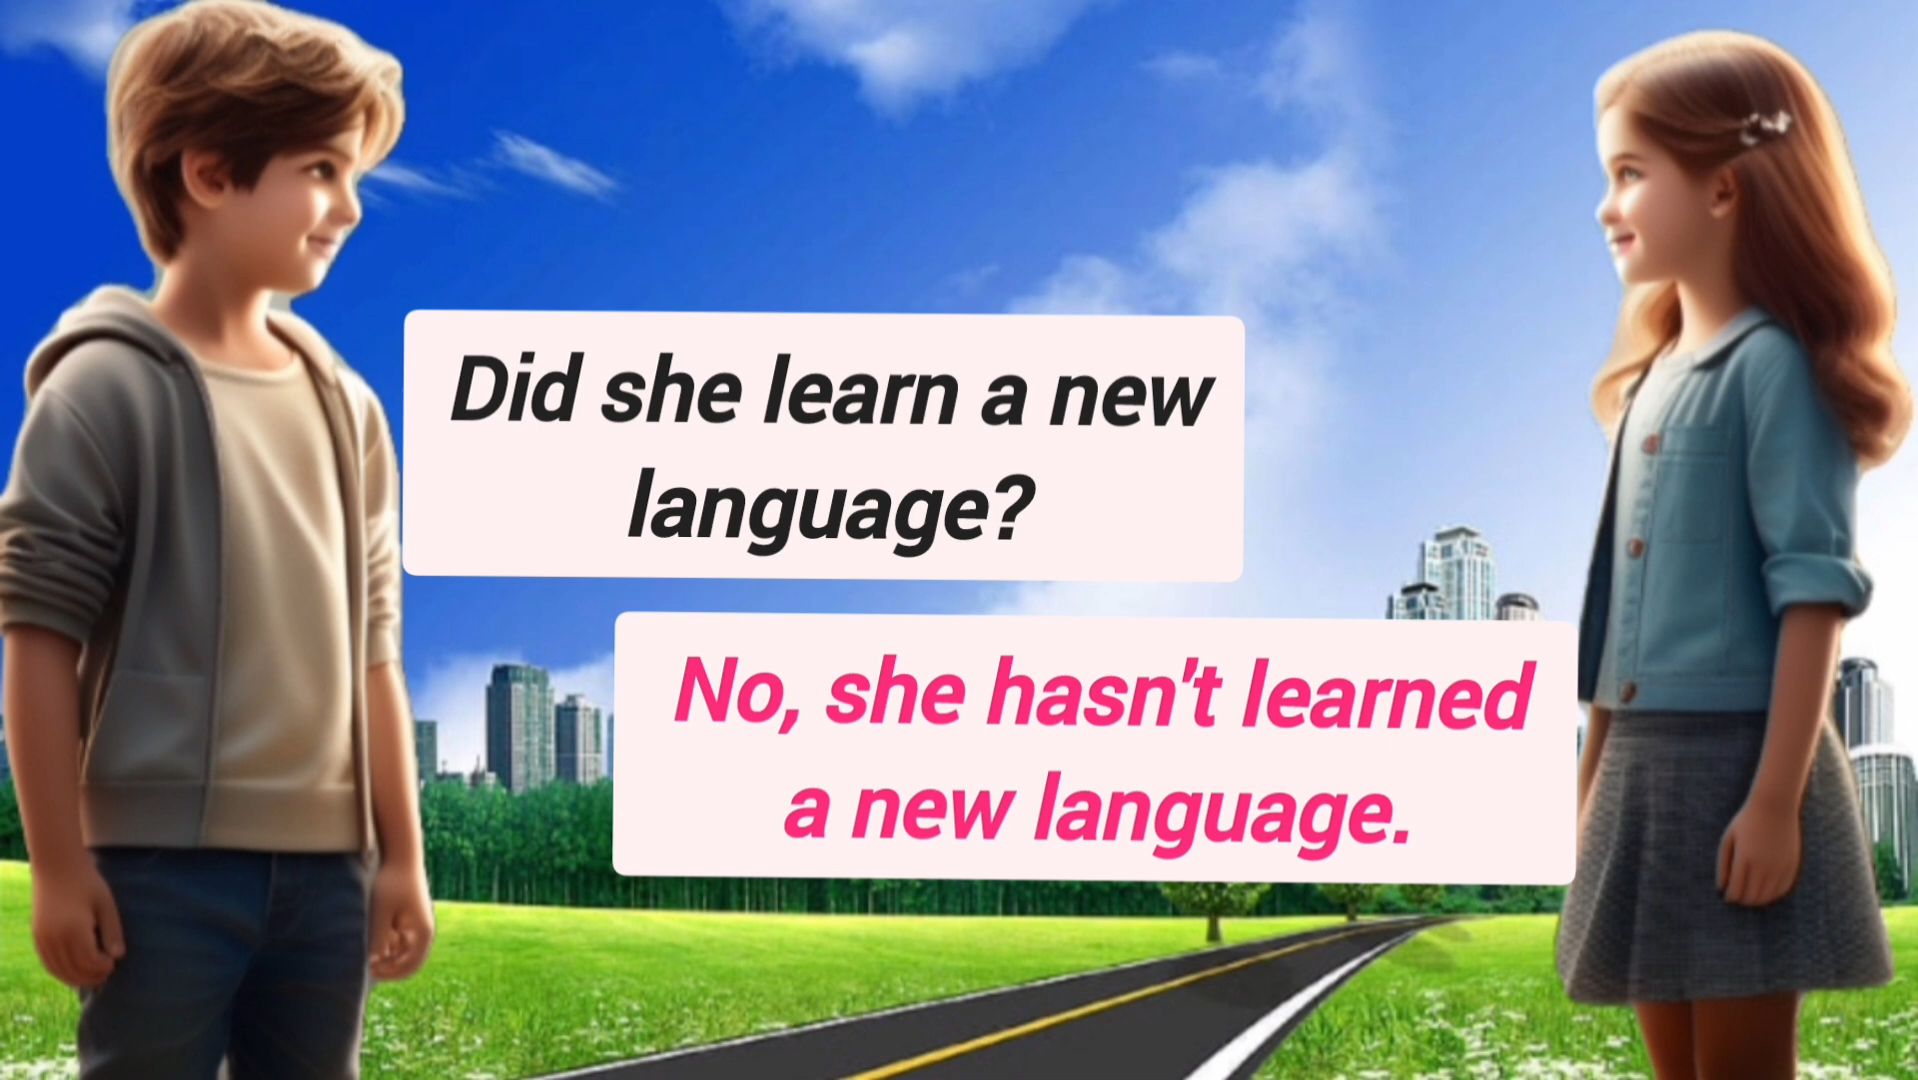 Did she learn a new
language?
No, she hasn't learned
a new language.